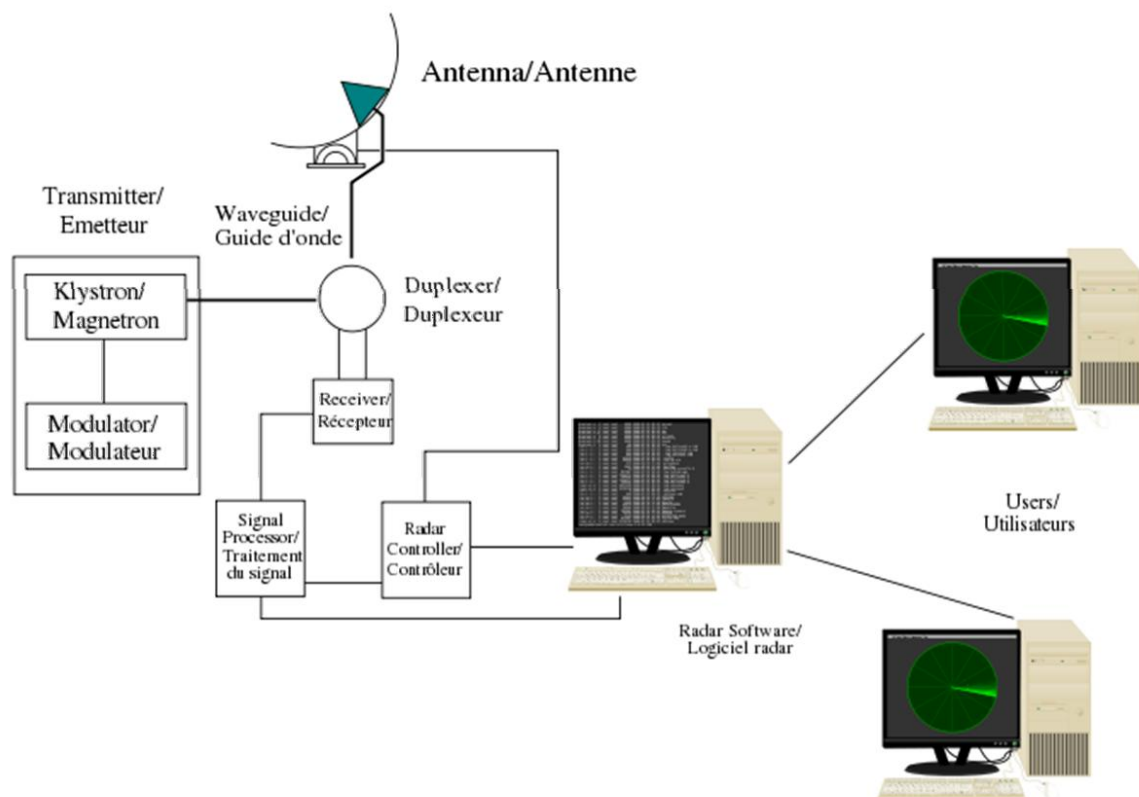 Antenna/Antenne
Transmitter/
Emetteur
Waveguide/
Guide d'onde
Klystron/
Magnetron
Duplexer/
Duplexeur
Modulator/
Modulateur
Receiver/
Récepteur
Signal
Processor/
Traitement
du signal
Radar
Controller/
Contrôleur
Users/
Utilisateurs
Radar Software/
Logiciel radar